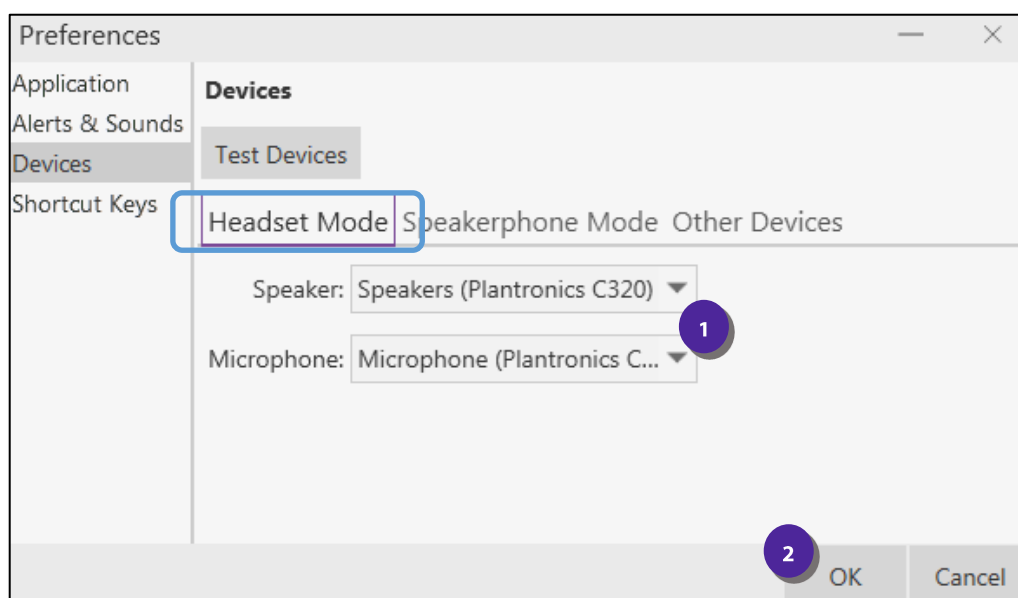 Preferences
Application
Alerts & Sounds
Devices
Shortcut Keys
Devices
Test Devices
Headset Mode Speakerphone Mode Other Devices
Speaker: Speakers (Plantronics C320)
1
Microphone: Microphone (Plantronics C...
2
OK Cancel